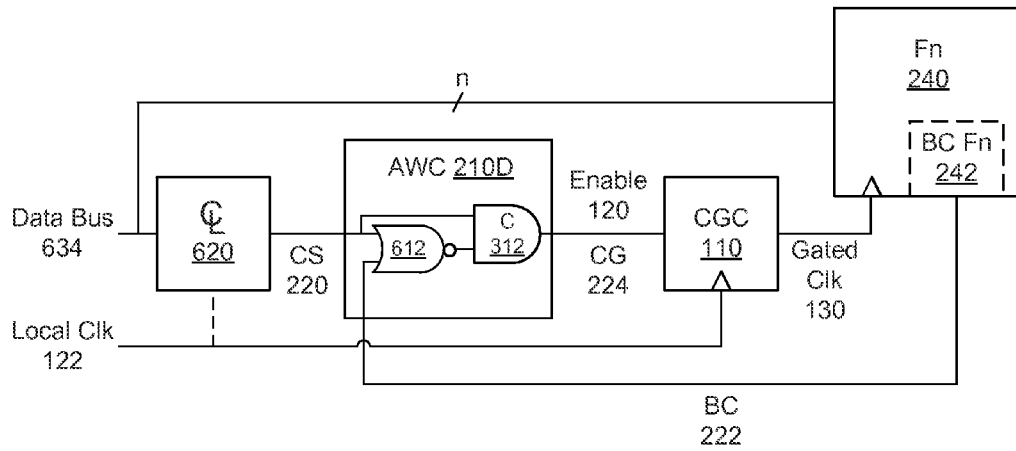 n
Fn
240
BC Fn
242
AWC 210D
C
312
612
Enable
120
CG
224
CGC
110
Gated
Clk
130
Data Bus
634
CL
620
CS
220
Local Clk
122
BC
222